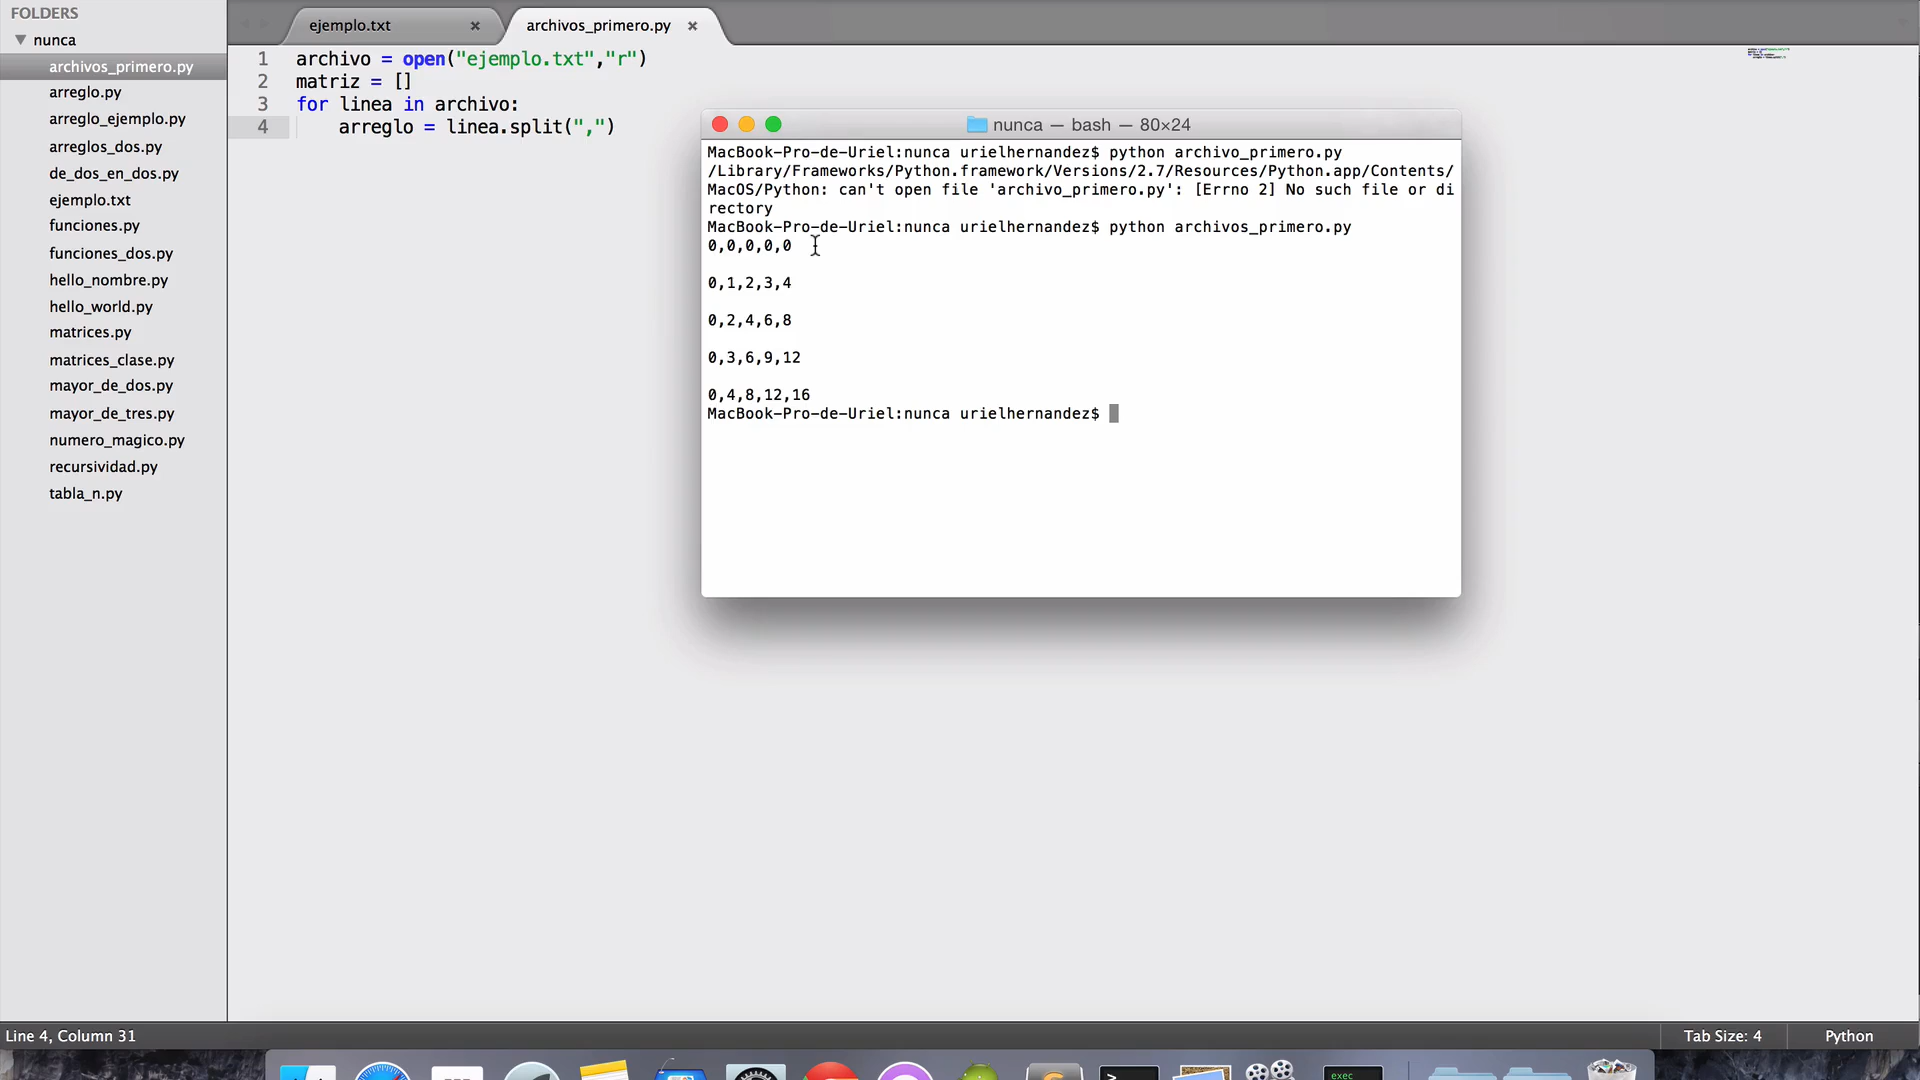 FOLDERS
nunca
archivos_primero.py
arreglo.py
arreglo_ejemplo.py
arreglos_dos.py
de_dos_en_dos.py
ejemplo.txt
funciones.py
funciones_dos.py
hello_nombre.py
hello_world.py
matrices.py
matrices_clase.py
mayor_de_dos.py
mayor_de_tres.py
numero_magico.py
recursividad.py
tabla_n.py
ejemplo.txt
archivos_primero.py
1 archivo = open("ejemplo.txt","r")
2 matriz = []
3 for linea in archivo:
4 arreglo = linea.split(",")
nunca — bash — 80×24
MacBook-Pro-de-Uriel:nunca urielhernandez$ python archivo_primero.py
/Library/Frameworks/Python.framework/Versions/2.7/Resources/Python.app/Contents/
MacOS/Python: can't open file 'archivo_primero.py': [Errno 2] No such file or di
rectory
MacBook-Pro-de-Uriel:nunca urielhernandez$ python archivos_primero.py
0,0,0,0,0
0,1,2,3,4
0,2,4,6,8
0,3,6,9,12
0,4,8,12,16
MacBook-Pro-de-Uriel:nunca urielhernandez$
Line 4, Column 31
Tab Size: 4
Python
exec